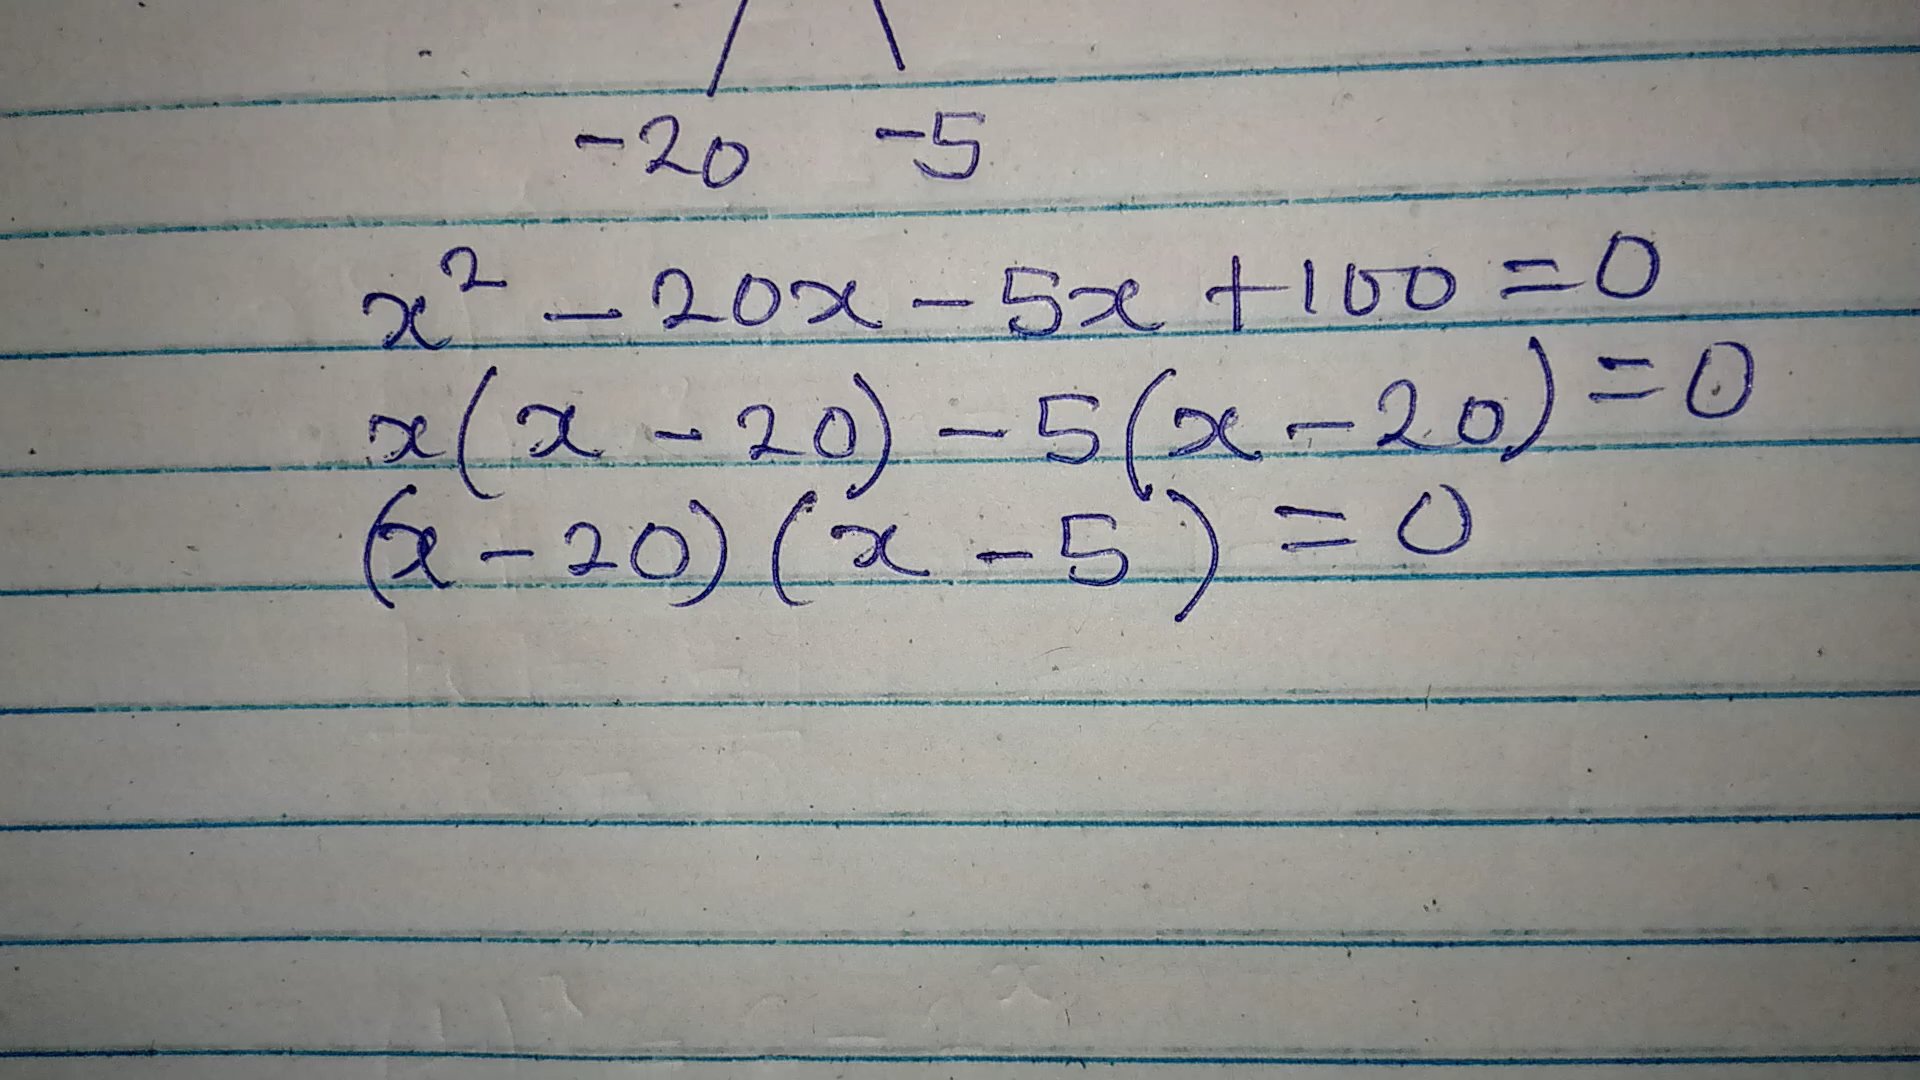 -20 -5
x² - 20x - 5x + 100 = 0
x(x - 20) - 5(x - 20) = 0
(x - 20)(x - 5) = 0